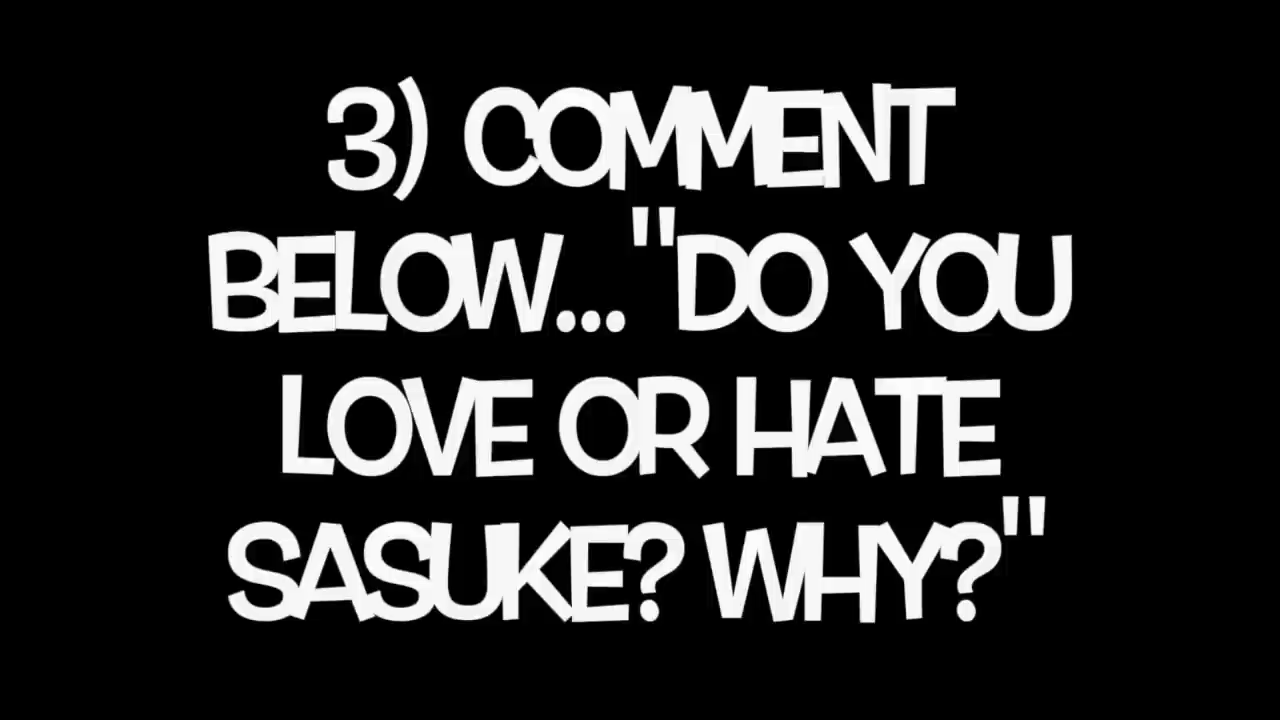 3) COMMENT
BELOW... "DO YOU
LOVE OR HATE
SASUKE? WHY?"